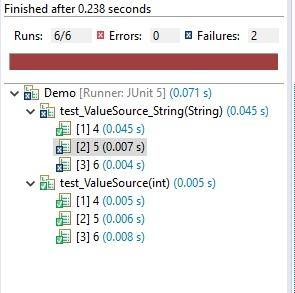 Finished after 0.238 seconds
Runs: 6/6 Errors: 0 Failures: 2
Demo [Runner: JUnit 5] (0.071 s)
test_ValueSource_String(String) (0.045 s)
[1] 4 (0.045 s)
[2] 5 (0.007 s)
[3] 6 (0.004 s)
test_ValueSource(int) (0.005 s)
[1] 4 (0.005 s)
[2] 5 (0.006 s)
[3] 6 (0.008 s)